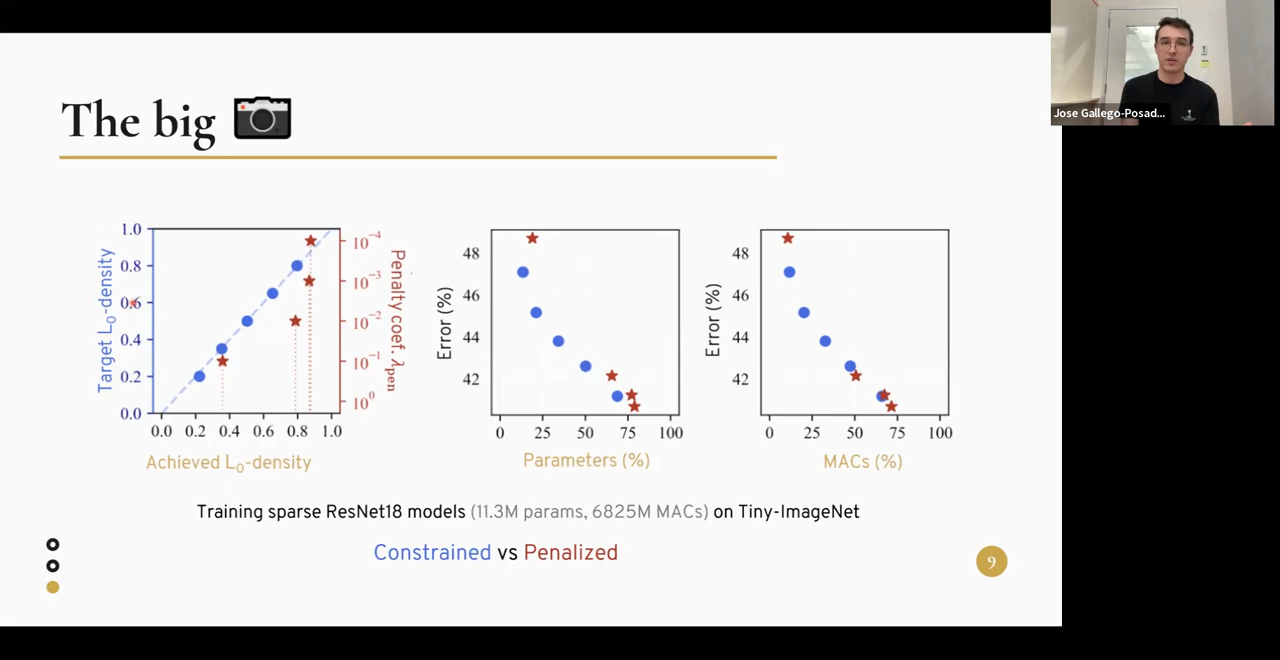 The big
Jose Gallego-Posad...
1.0
0.8
0.6
0.4
0.2
0.0
Target L₀-density
0.0 0.2 0.4 0.6 0.8 1.0
Achieved L₀-density
10⁻⁴
10⁻³
10⁻²
10⁻¹
10⁰
Penalty coef. λpen
48
46
44
42
Error (%)
0 25 50 75 100
Parameters (%)
48
46
44
42
Error (%)
0 25 50 75 100
MACs (%)
Training sparse ResNet18 models (11.3M params, 6825M MACs) on Tiny-ImageNet
Constrained vs Penalized
9